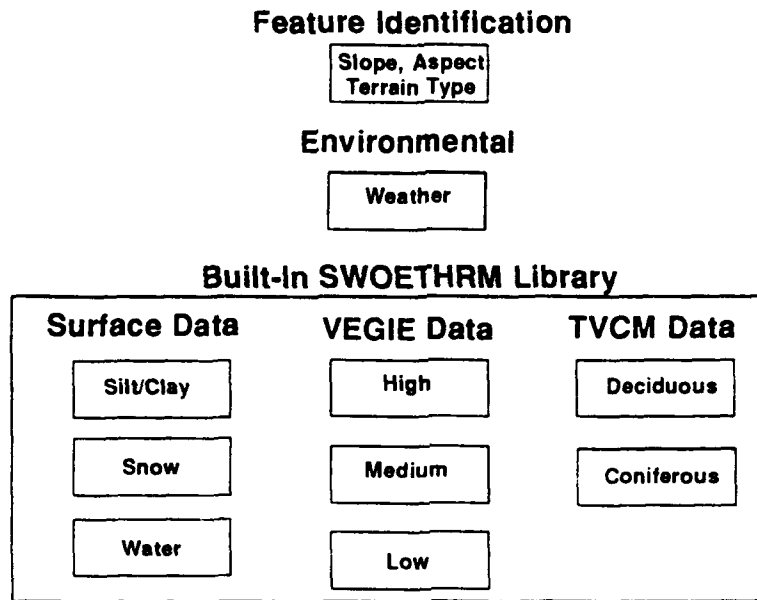 Feature Identification
Slope, Aspect
Terrain Type
Environmental
Weather
Built-In SWOETHRM Library
Surface Data
VEGIE Data
TVCM Data
Silt/Clay
High
Deciduous
Snow
Medium
Coniferous
Water
Low